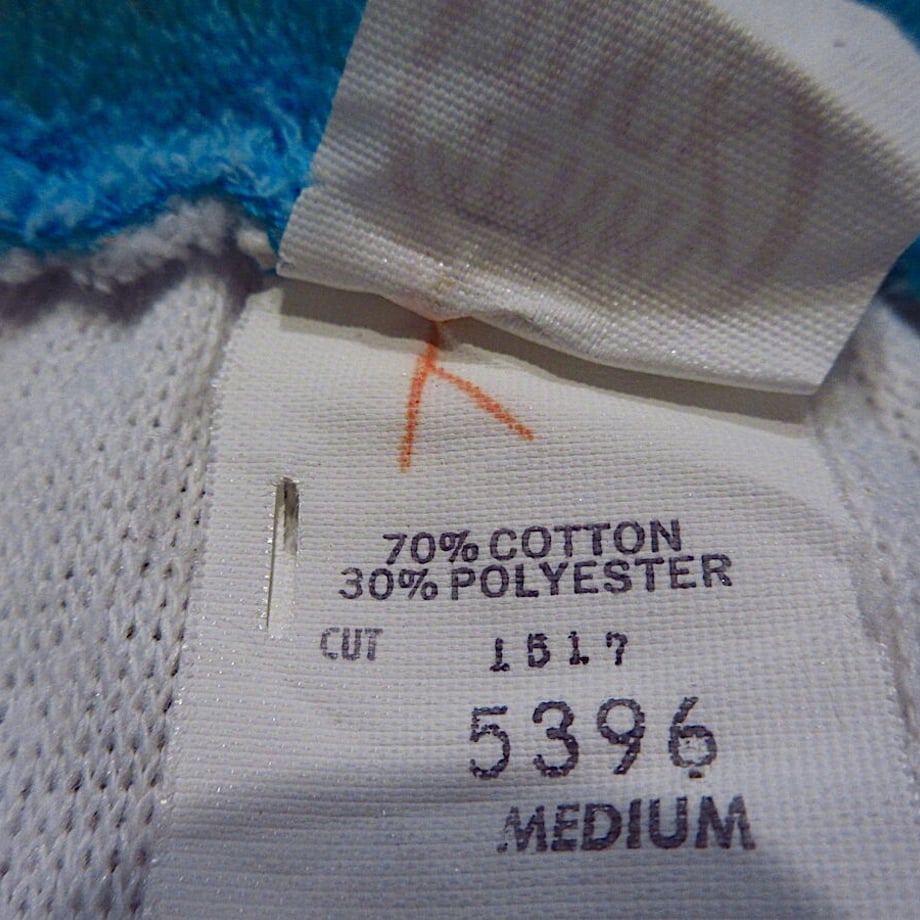 70% COTTON
30% POLYESTER
CUT 1517
5396
MEDIUM